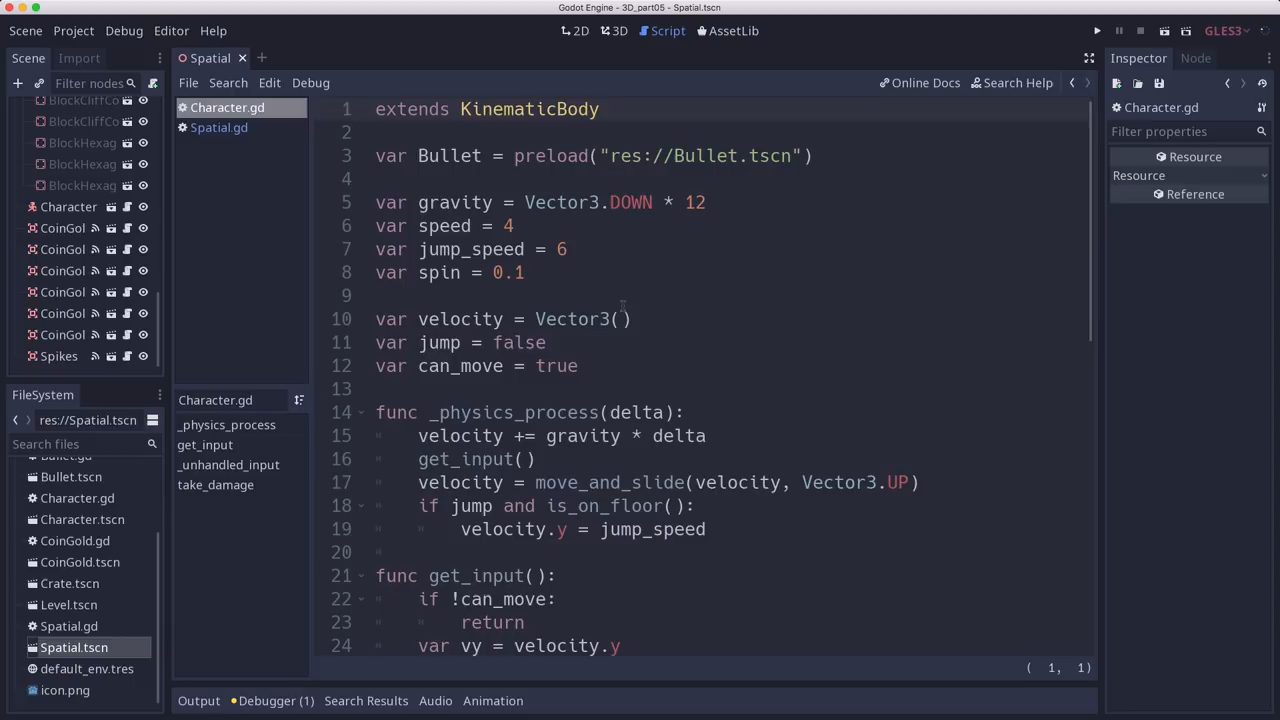 Godot Engine - 3D_part05 - Spatial.tscn
Scene Project Debug Editor Help
2D 3D Script AssetLib
GLES3
Scene Import
Spatial
Inspector Node
Filter nodes
File Search Edit Debug
Online Docs Search Help
Character.gd
Spatial.gd
Character.gd
Filter properties
Resource
Resource
Reference
BlockCliffCo
BlockCliffCo
BlockHexag
BlockHexag
BlockHexag
Character
CoinGol
CoinGol
CoinGol
CoinGol
CoinGol
CoinGol
Spikes
FileSystem
res://Spatial.tscn
Search files
Bullet.gd
Bullet.tscn
Character.gd
Character.tscn
CoinGold.gd
CoinGold.tscn
Crate.tscn
Level.tscn
Spatial.gd
Spatial.tscn
default_env.tres
icon.png
Character.gd
_physics_process
get_input
_unhandled_input
take_damage
1 extends KinematicBody
2
3 var Bullet = preload("res://Bullet.tscn")
4
5 var gravity = Vector3.DOWN * 12
6 var speed = 4
7 var jump_speed = 6
8 var spin = 0.1
9
10 var velocity = Vector3()
11 var jump = false
12 var can_move = true
13
14 func _physics_process(delta):
15 velocity += gravity * delta
16 get_input()
17 velocity = move_and_slide(velocity, Vector3.UP)
18 if jump and is_on_floor():
19 velocity.y = jump_speed
20
21 func get_input():
22 if !can_move:
23 return
24 var vy = velocity.y
( 1, 1)
Output Debugger (1) Search Results Audio Animation